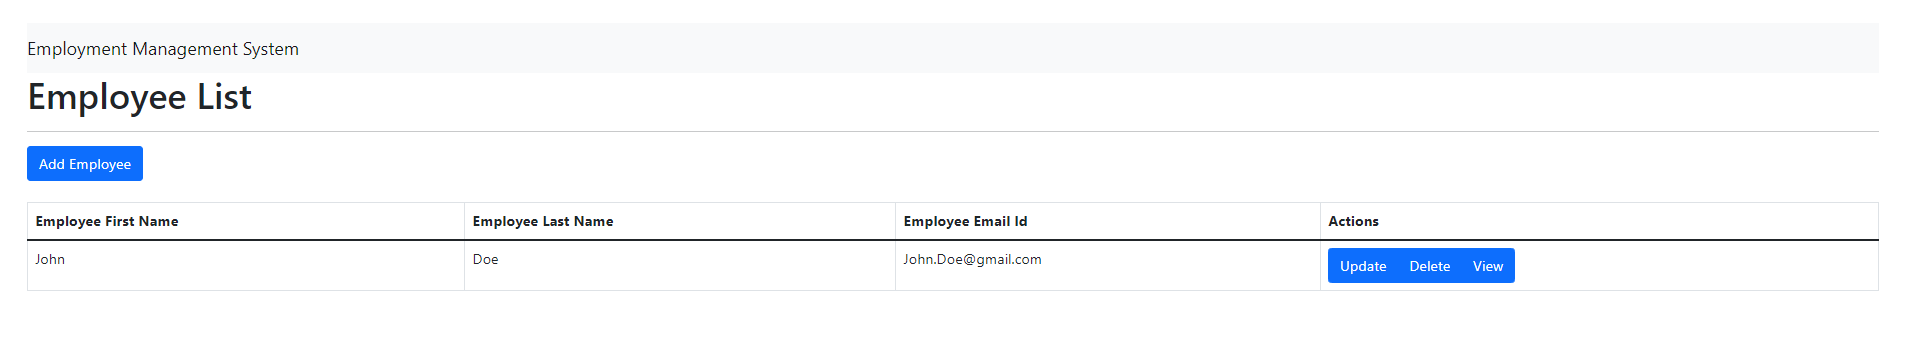 Employment Management System
Employee List
Add Employee
Employee First Name Employee Last Name Employee Email Id Actions
John Doe John.Doe@gmail.com Update Delete View